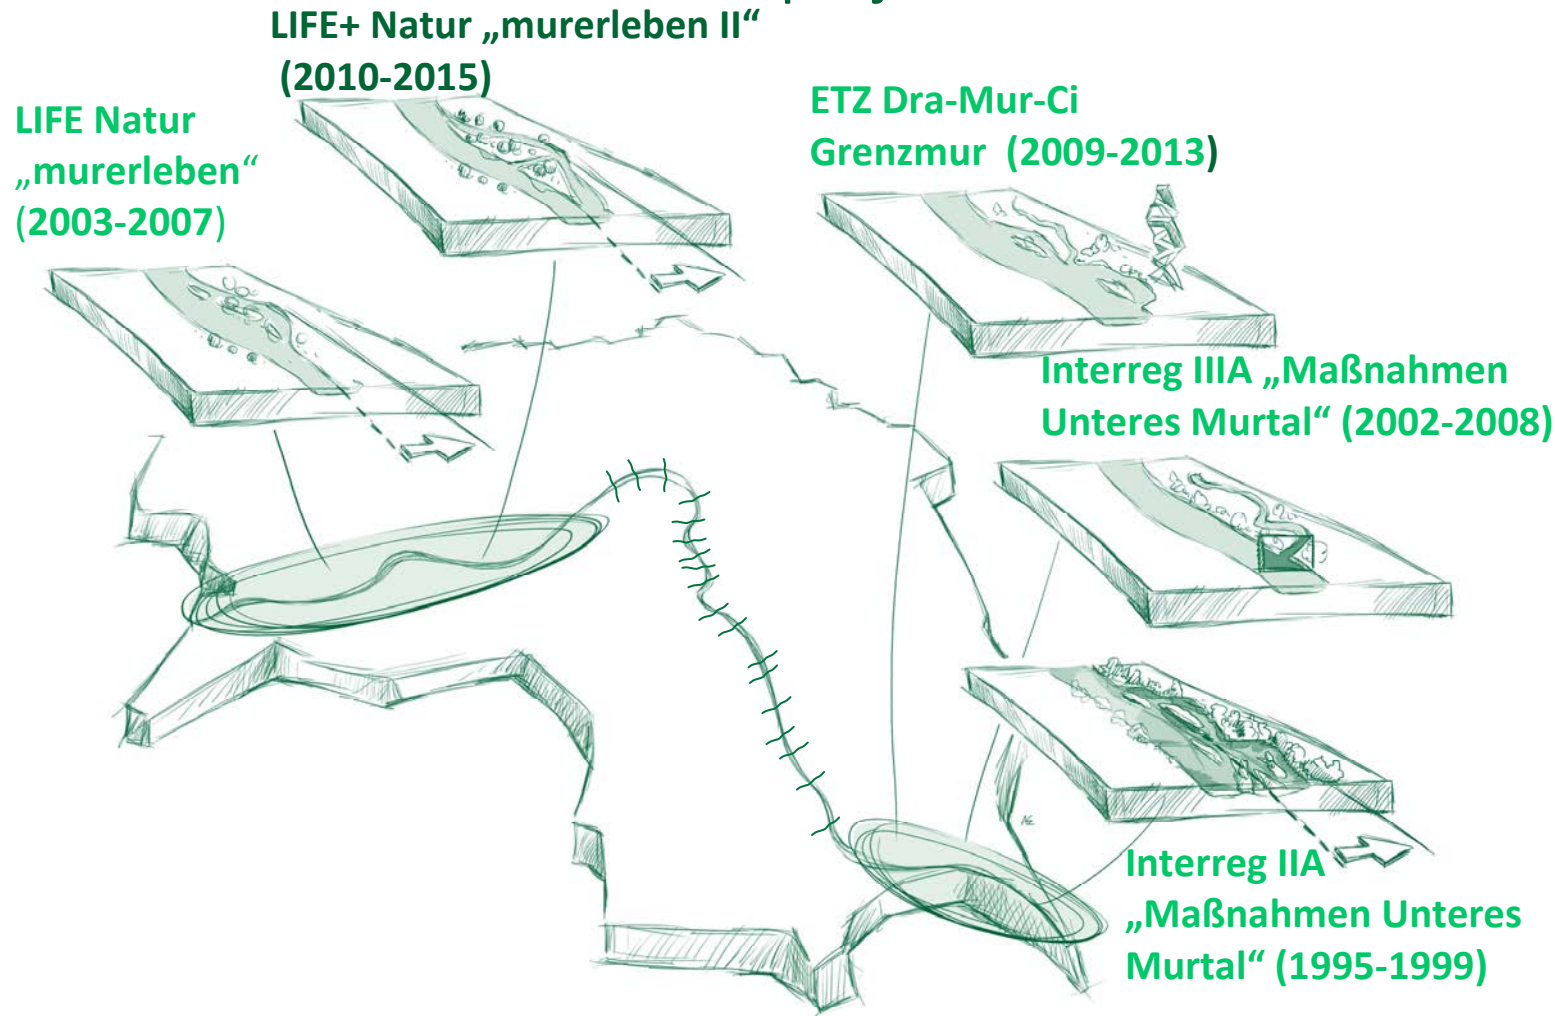 LIFE+ Natur „murerleben II“
(2010-2015)
LIFE Natur
„murerleben“
(2003-2007)
ETZ Dra-Mur-Ci
Grenzmur (2009-2013)
Interreg IIIA „Maßnahmen
Unteres Murtal“ (2002-2008)
Interreg IIA
„Maßnahmen Unteres
Murtal“ (1995-1999)